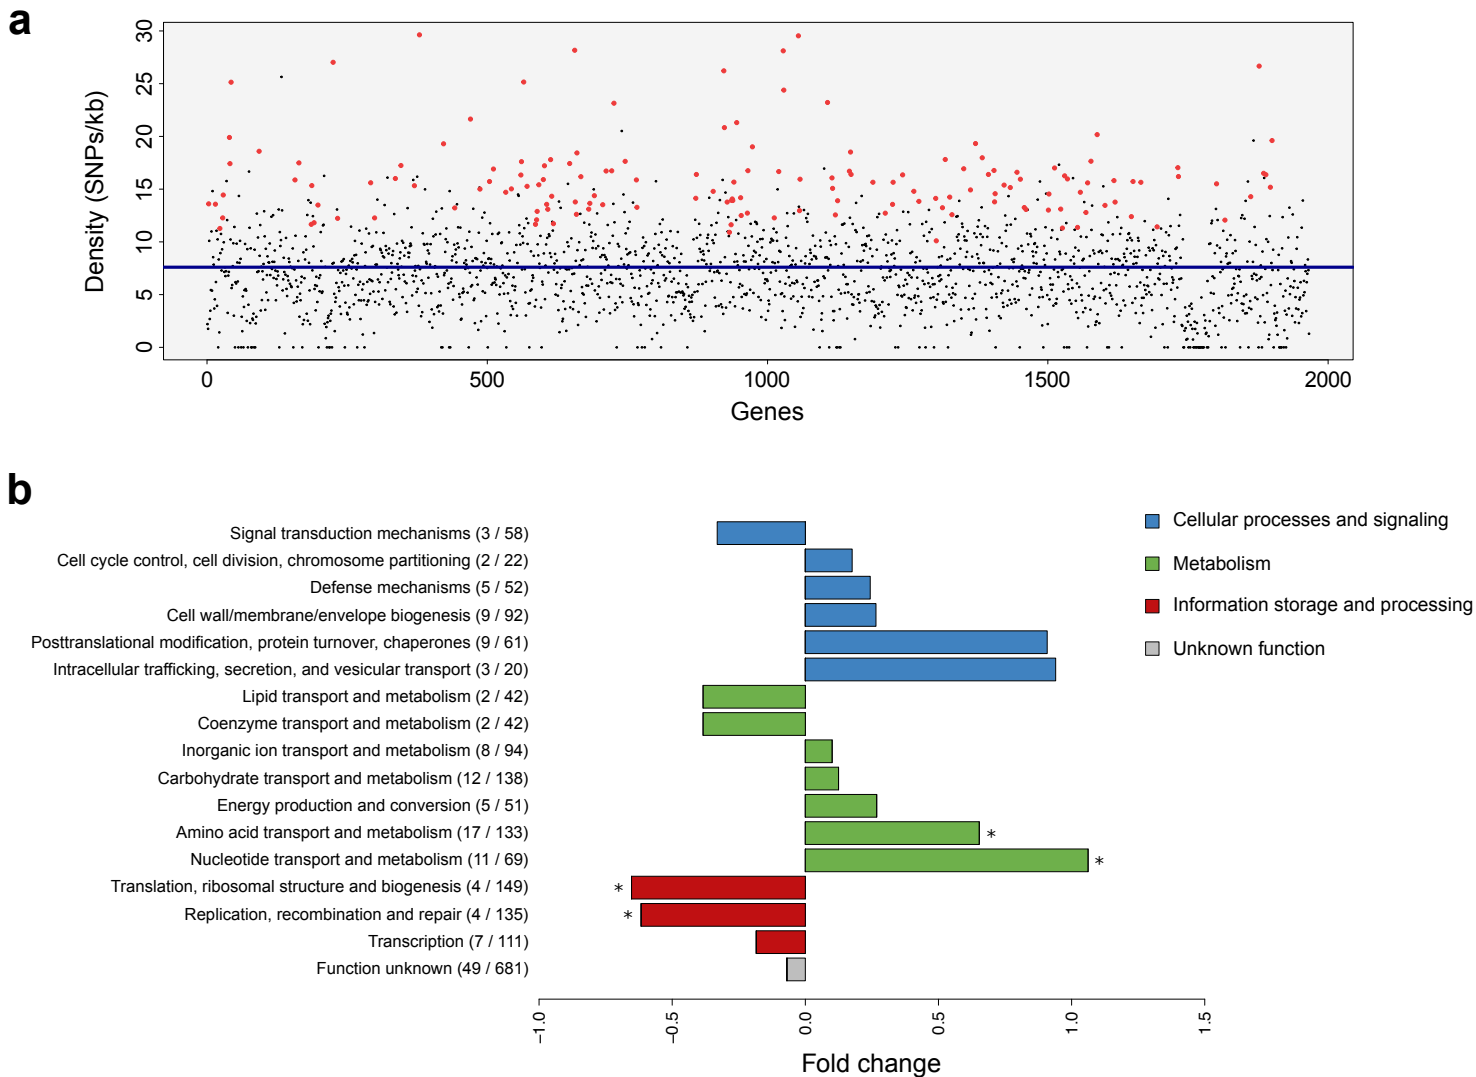 a
Density (SNPs/kb)
30
25
20
15
10
5
0
0 500 1000 1500 2000
Genes
b
Signal transduction mechanisms (3 / 58)
Cell cycle control, cell division, chromosome partitioning (2 / 22)
Defense mechanisms (5 / 52)
Cell wall/membrane/envelope biogenesis (9 / 92)
Posttranslational modification, protein turnover, chaperones (9 / 61)
Intracellular trafficking, secretion, and vesicular transport (3 / 20)
Lipid transport and metabolism (2 / 42)
Coenzyme transport and metabolism (2 / 42)
Inorganic ion transport and metabolism (8 / 94)
Carbohydrate transport and metabolism (12 / 138)
Energy production and conversion (5 / 51)
Amino acid transport and metabolism (17 / 133) *
Nucleotide transport and metabolism (11 / 69) *
Translation, ribosomal structure and biogenesis (4 / 149) *
Replication, recombination and repair (4 / 135) *
Transcription (7 / 111)
Function unknown (49 / 681)
-1.0 -0.5 0.0 0.5 1.0 1.5
Fold change
Cellular processes and signaling
Metabolism
Information storage and processing
Unknown function